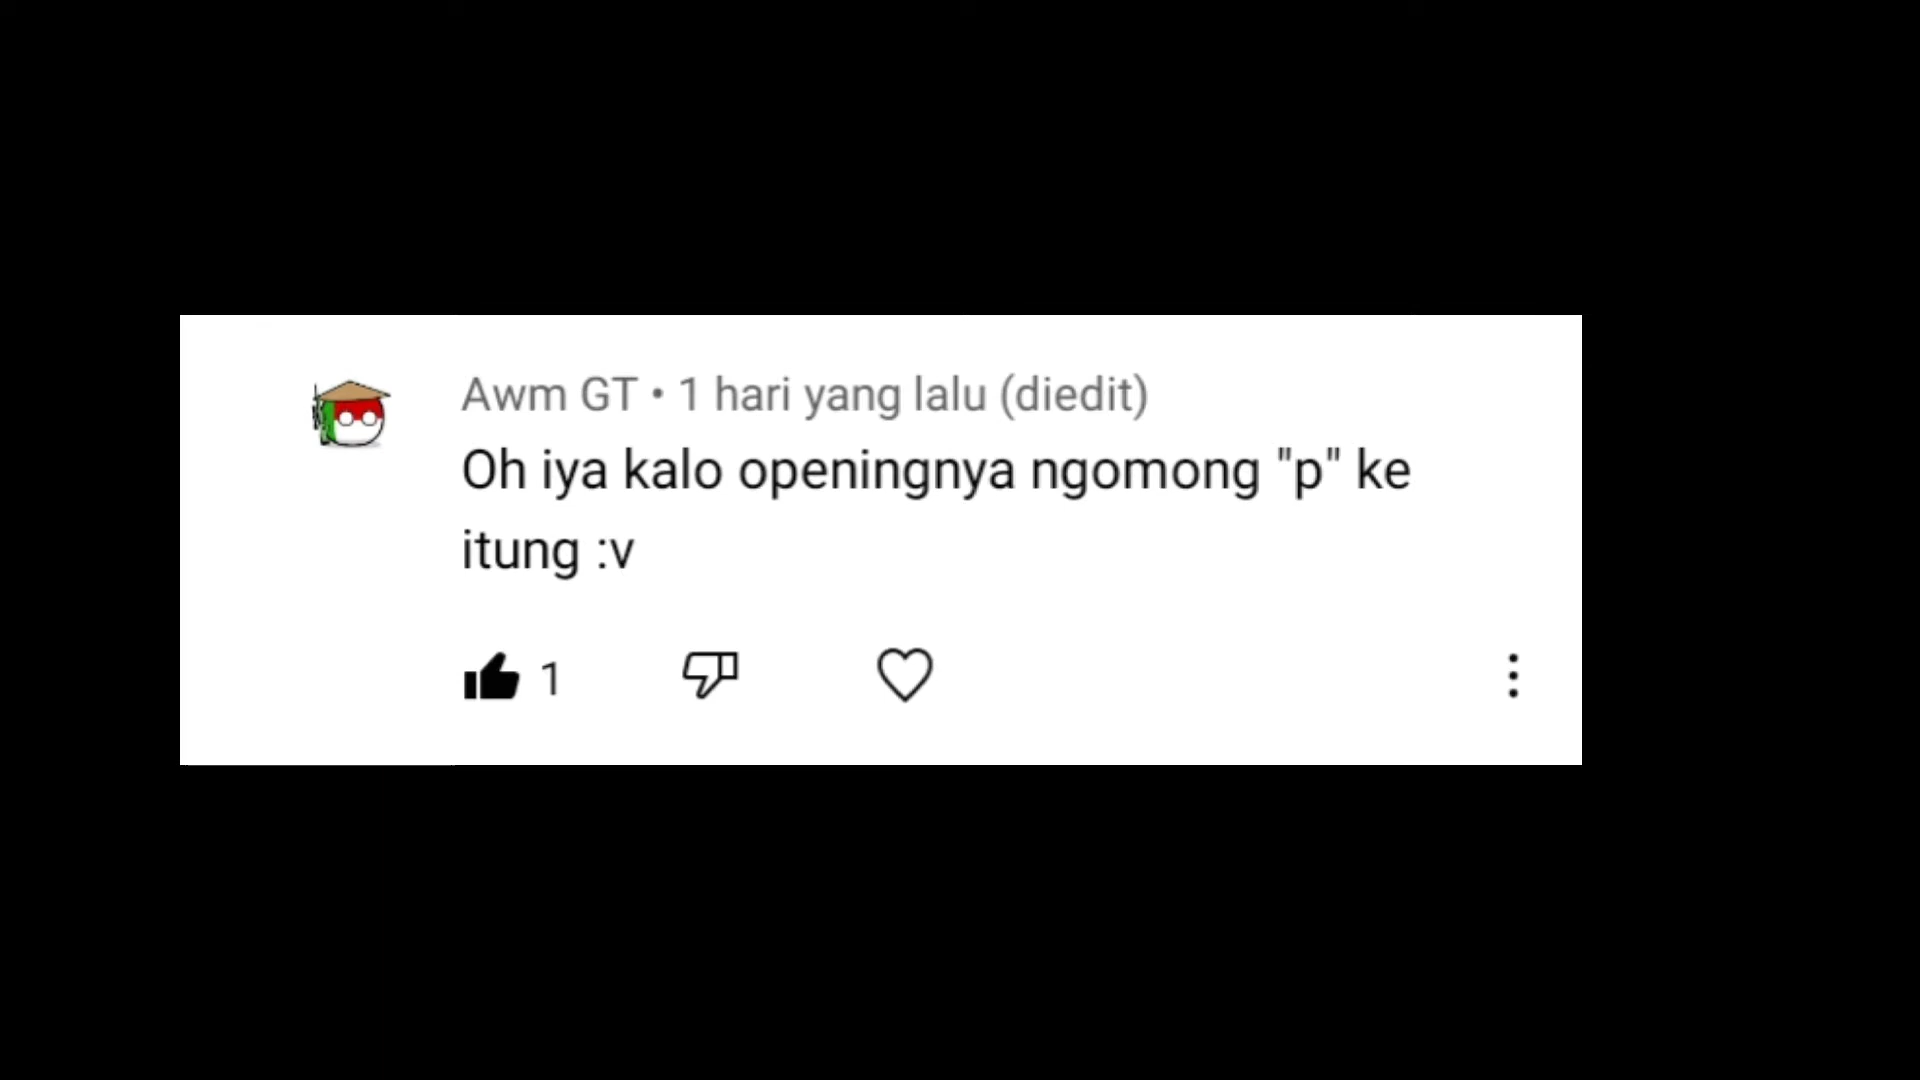 Awm GT • 1 hari yang lalu (diedit)
Oh iya kalo openingnya ngomong "p" ke
itung :v
1